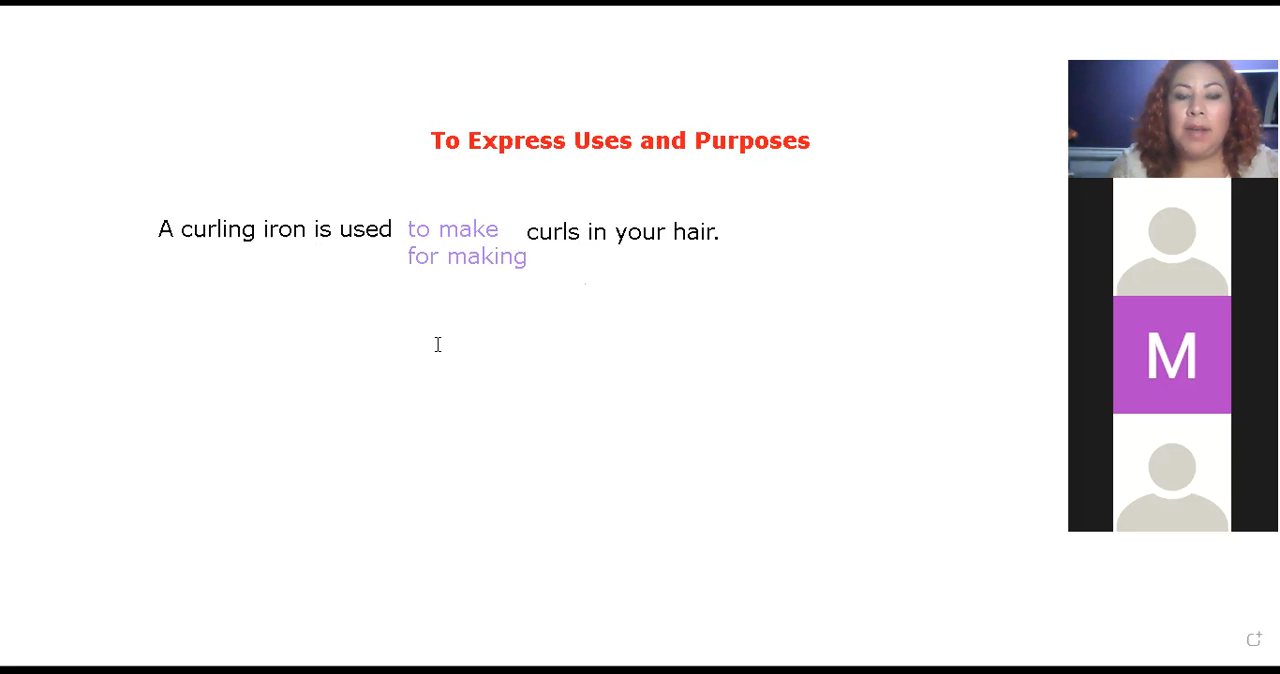 To Express Uses and Purposes
A curling iron is used to make curls in your hair.
for making
M